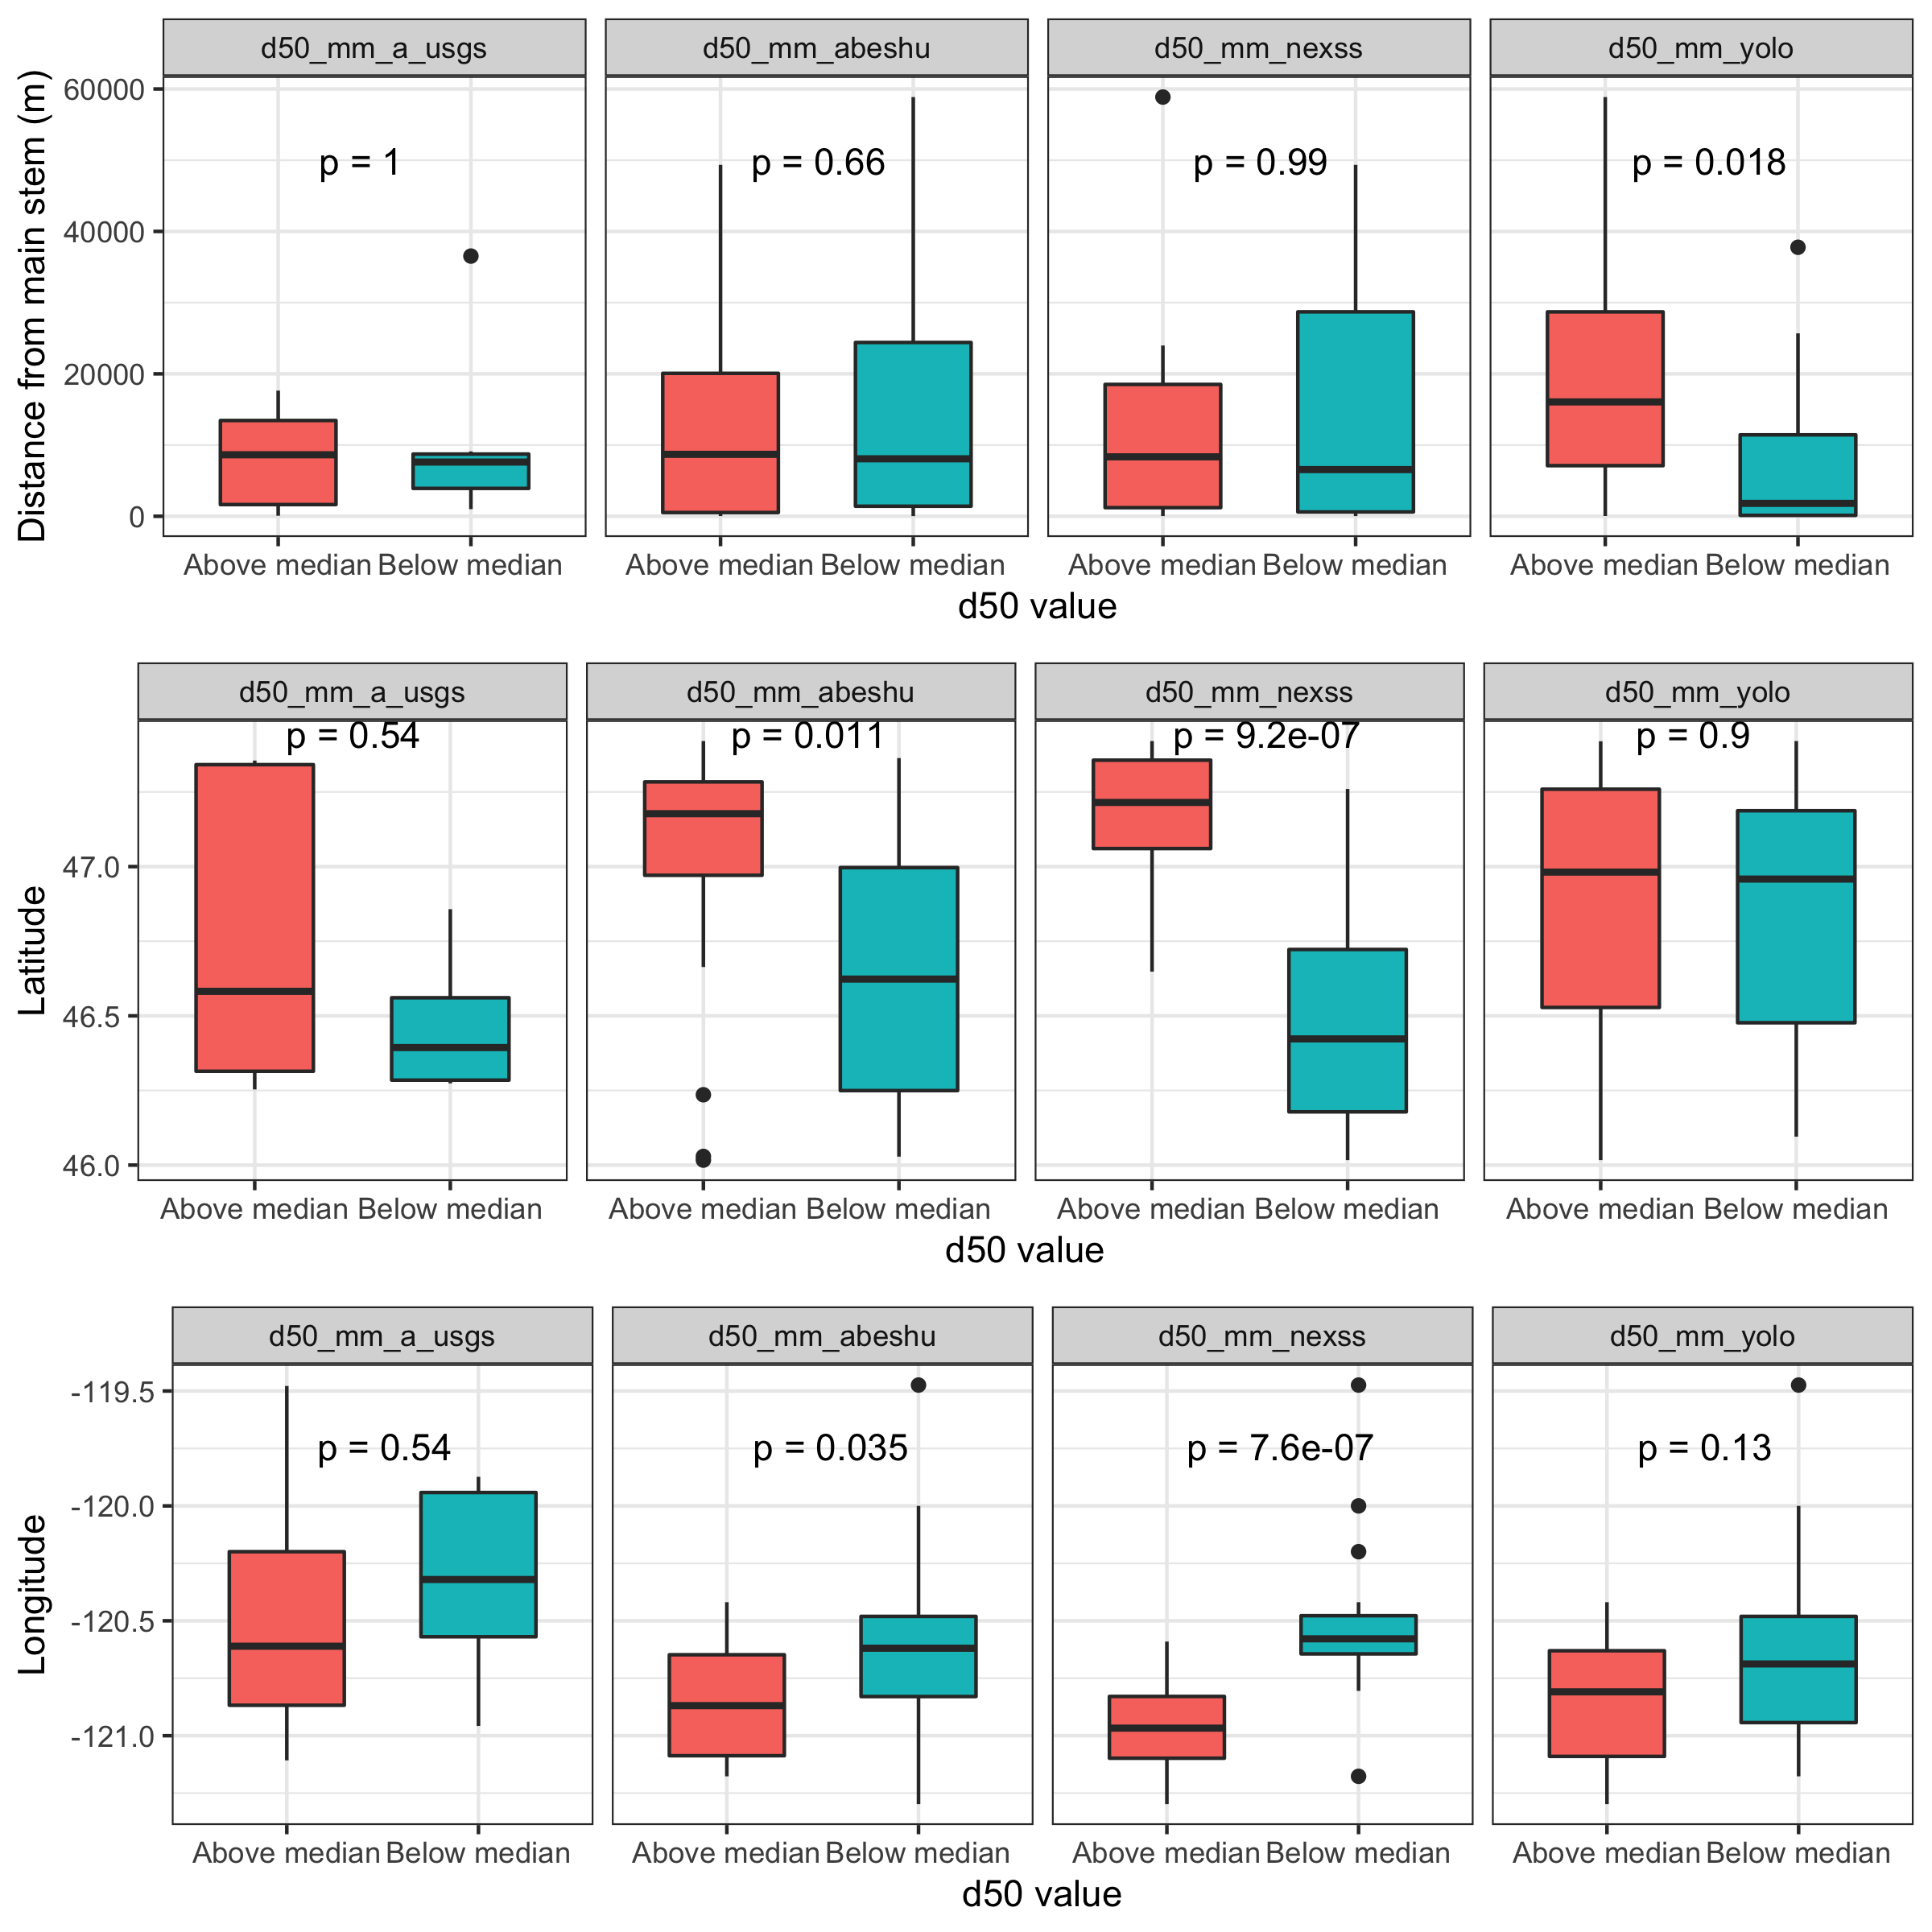 d50_mm_a_usgs d50_mm_abeshu d50_mm_nexss d50_mm_yolo
Distance from main stem (m)
60000
40000
20000
0
p = 1 p = 0.66 p = 0.99 p = 0.018
Above median Below median Above median Below median Above median Below median Above median Below median
d50 value
d50_mm_a_usgs d50_mm_abeshu d50_mm_nexss d50_mm_yolo
p = 0.54 p = 0.011 p = 9.2e-07 p = 0.9
Latitude
47.0
46.5
46.0
Above median Below median Above median Below median Above median Below median Above median Below median
d50 value
d50_mm_a_usgs d50_mm_abeshu d50_mm_nexss d50_mm_yolo
Longitude
-119.5
-120.0
-120.5
-121.0
p = 0.54 p = 0.035 p = 7.6e-07 p = 0.13
Above median Below median Above median Below median Above median Below median Above median Below median
d50 value